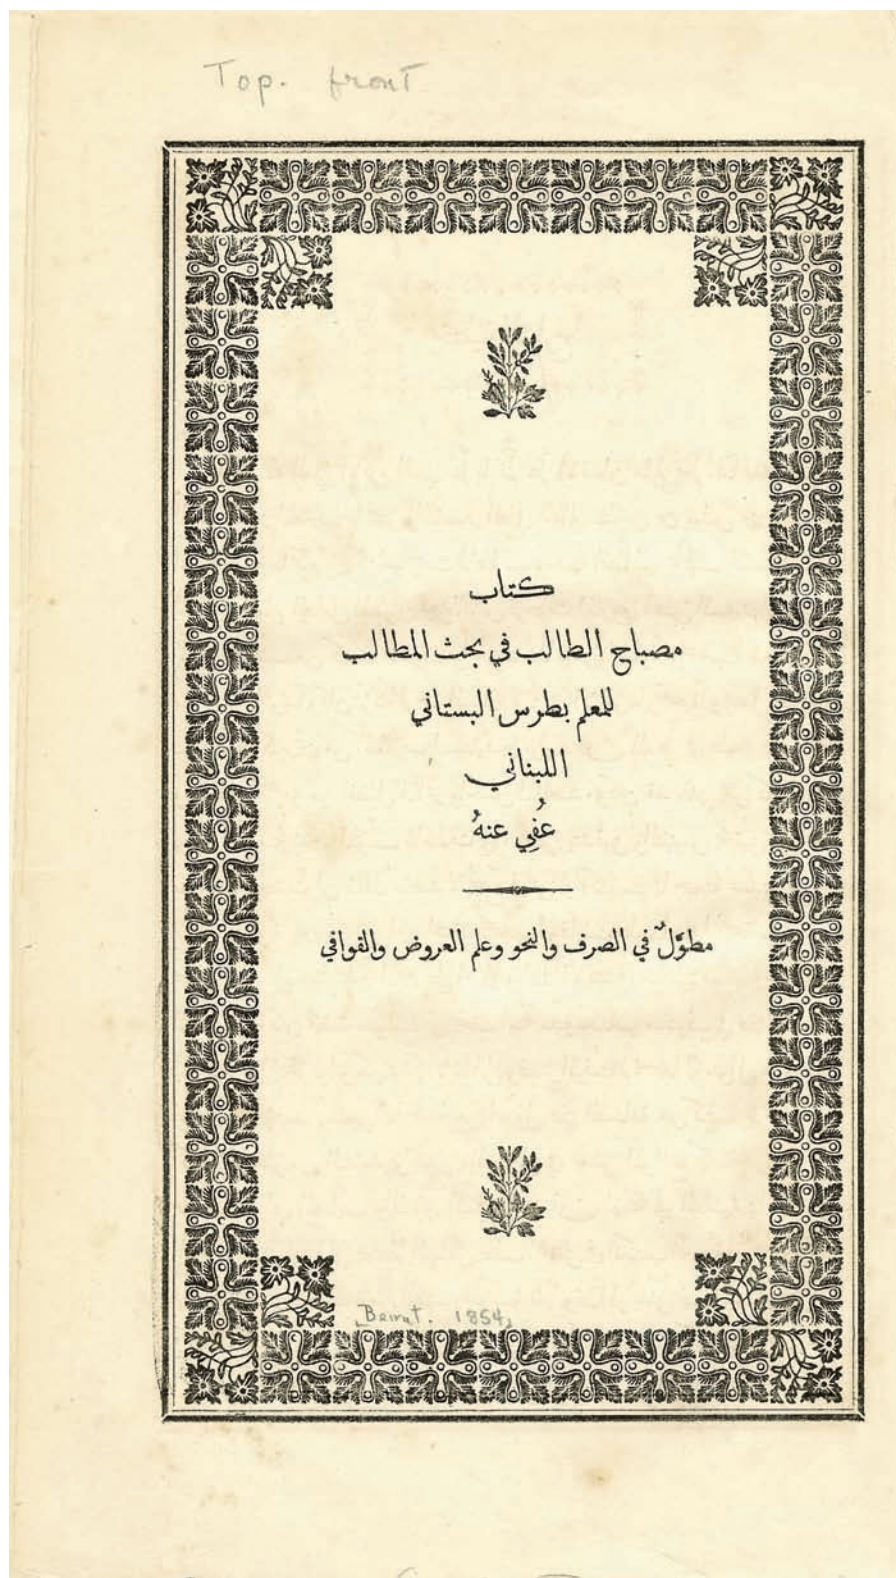 Top. front
كتاب
مصباح الطالب في بحث المطالب
للمعلم بطرس البستاني
اللبناني
عُفِي عنهُ
مطوَّلٌ في الصرف والنحو وعلم العروض والقوافي
Beirut. 1854